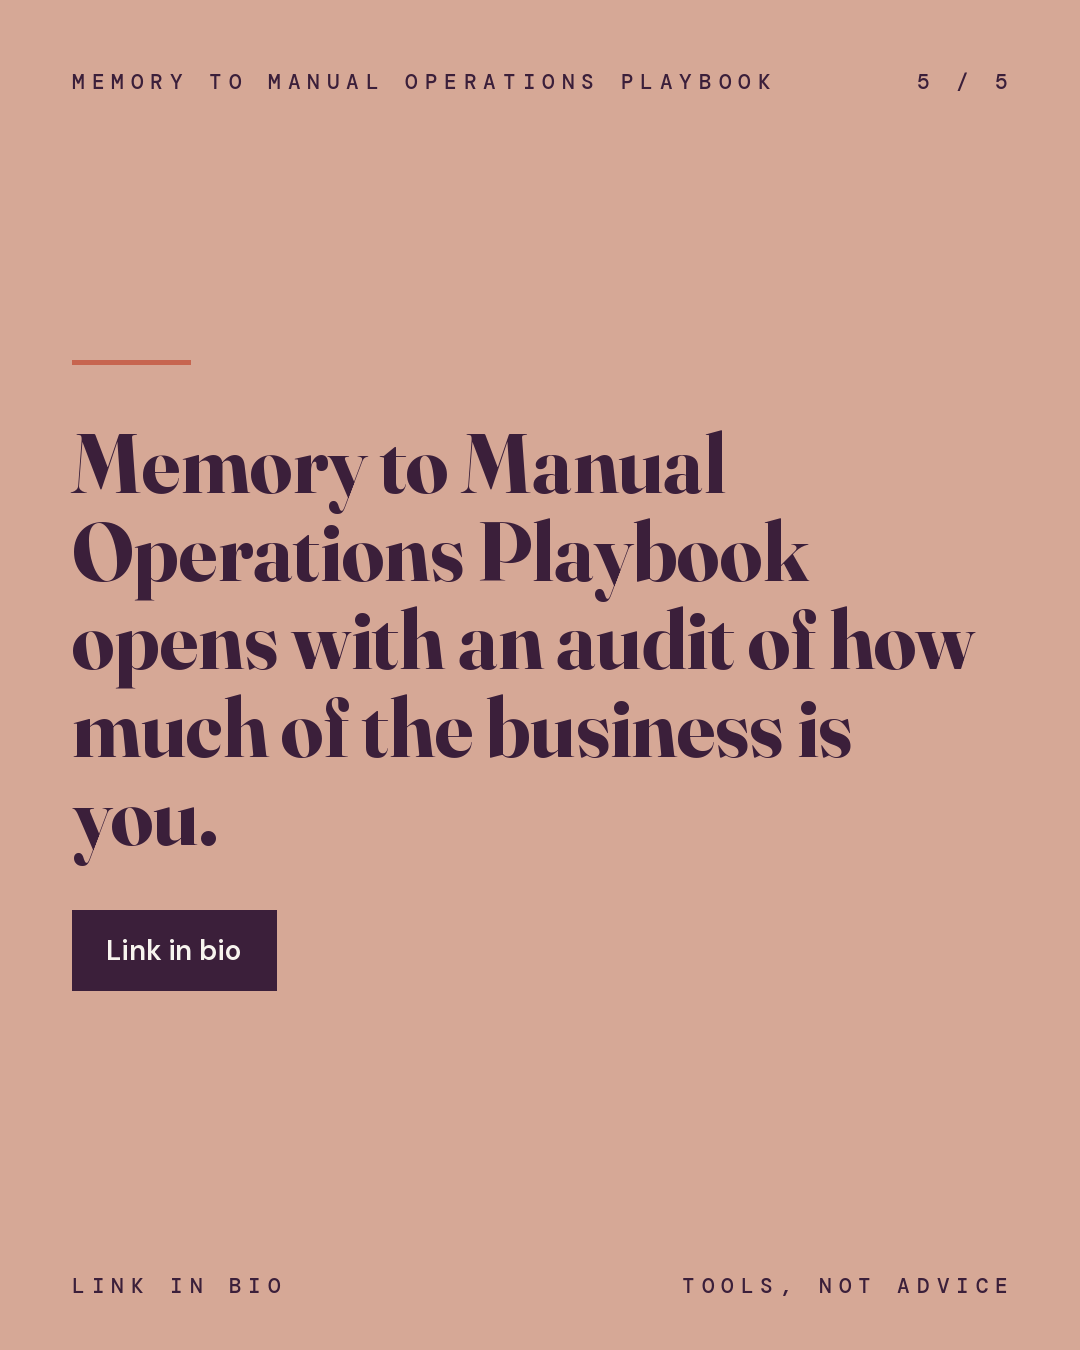 MEMORY TO MANUAL OPERATIONS PLAYBOOK 5 / 5
Memory to Manual
Operations Playbook
opens with an audit of how
much of the business is
you.
Link in bio
LINK IN BIO TOOLS, NOT ADVICE